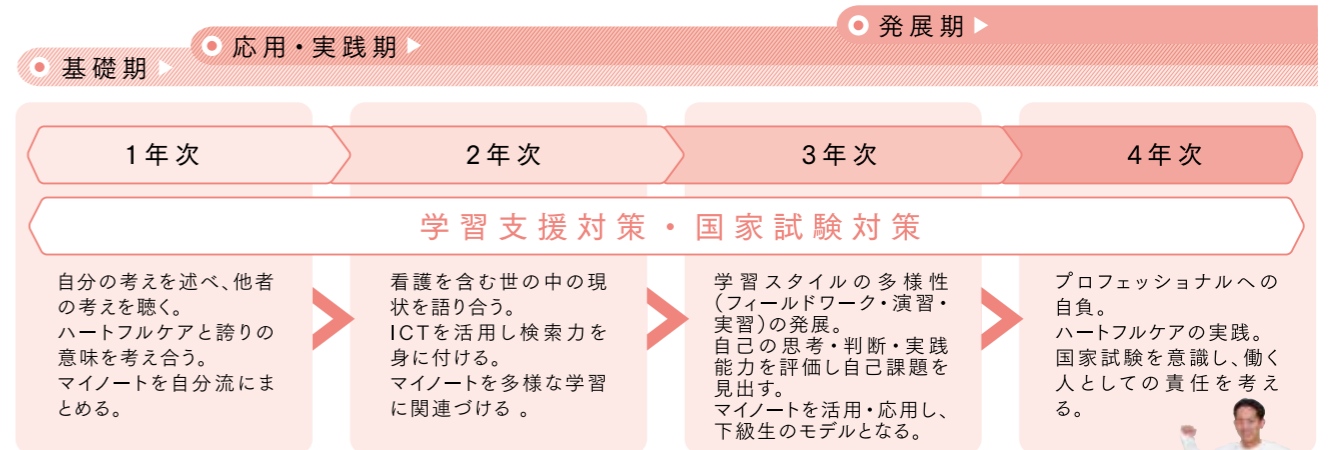 発展期
応用・実践期
基礎期
1年次
2年次
3年次
4年次
学習支援対策・国家試験対策
自分の考えを述べ、他者
の考えを聴く。
ハートフルケアと誇りの
意味を考え合う。
マイノートを自分流にま
とめる。
看護を含む世の中の現
状を語り合う。
ICTを活用し検索力を
身に付ける。
マイノートを多様な学習
に関連づける 。
学習スタイルの多様性
(フィールドワーク・演習・
実習)の発展。
自己の思考・判断・実践
能力を評価し自己課題を
見出す。
マイノートを活用・応用し、
下級生のモデルとなる。
プロフェッショナルへの
自負。
ハートフルケアの実践。
国家試験を意識し、働く
人としての責任を考え
る。